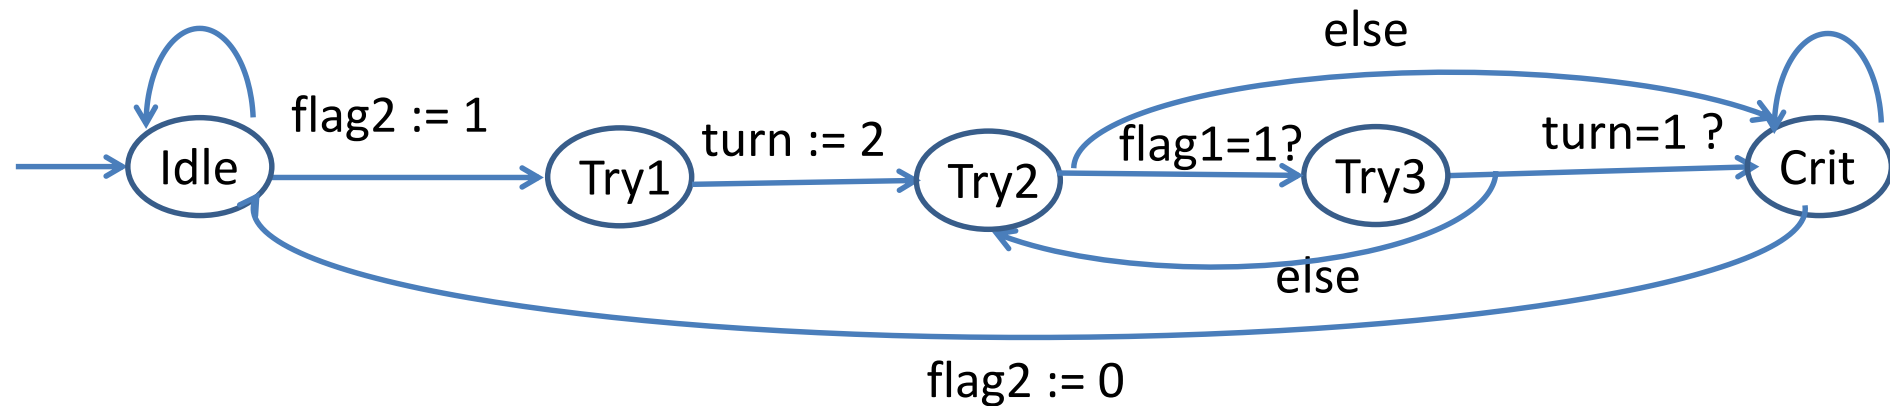 else
flag2 := 1
turn := 2
flag1=1?
turn=1 ?
Idle
Try1
Try2
Try3
Crit
else
flag2 := 0